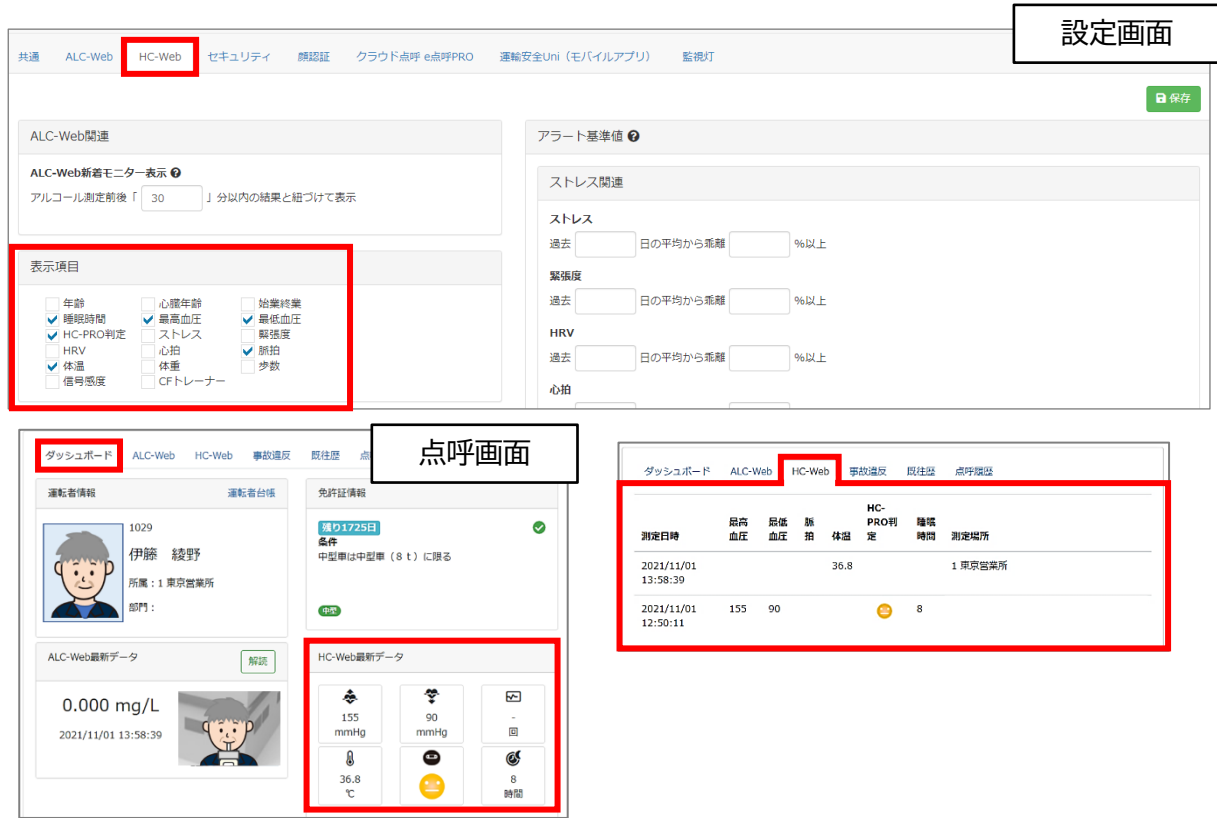 設定画面
共通 ALC-Web HC-Web セキュリティ 顔認証 クラウド点呼 e点呼PRO 運輸安全Uni（モバイルアプリ） 監視灯
保存
ALC-Web関連
ALC-Web新着モニター表示
アルコール測定前後「 30 」分以内の結果と紐づけて表示
表示項目
年齢 心臓年齢 始業終業
睡眠時間 最高血圧 最低血圧
HC-PRO判定 ストレス 緊張度
HRV 心拍 脈拍
体温 体重 歩数
信号感度 CFトレーナー
アラート基準値
ストレス関連
ストレス
過去 日の平均から乖離 %以上
緊張度
過去 日の平均から乖離 %以上
HRV
過去 日の平均から乖離 %以上
心拍
点呼画面
ダッシュボード ALC-Web HC-Web 事故違反 既往歴 点
運転者情報 運転者台帳
1029
伊藤 綾野
所属：1 東京営業所
部門：
免許証情報
残り1725日
条件
中型車は中型車（８ｔ）に限る
中型
ALC-Web最新データ 解読
0.000 mg/L
2021/11/01 13:58:39
HC-Web最新データ
155 90 -
mmHg mmHg 回
36.8 8
℃ 時間
ダッシュボード ALC-Web HC-Web 事故違反 既往歴 点呼履歴
測定日時 最高血圧 最低血圧 脈拍 体温 HC-PRO判定 睡眠時間 測定場所
2021/11/01 13:58:39 36.8 1 東京営業所
2021/11/01 12:50:11 155 90 8